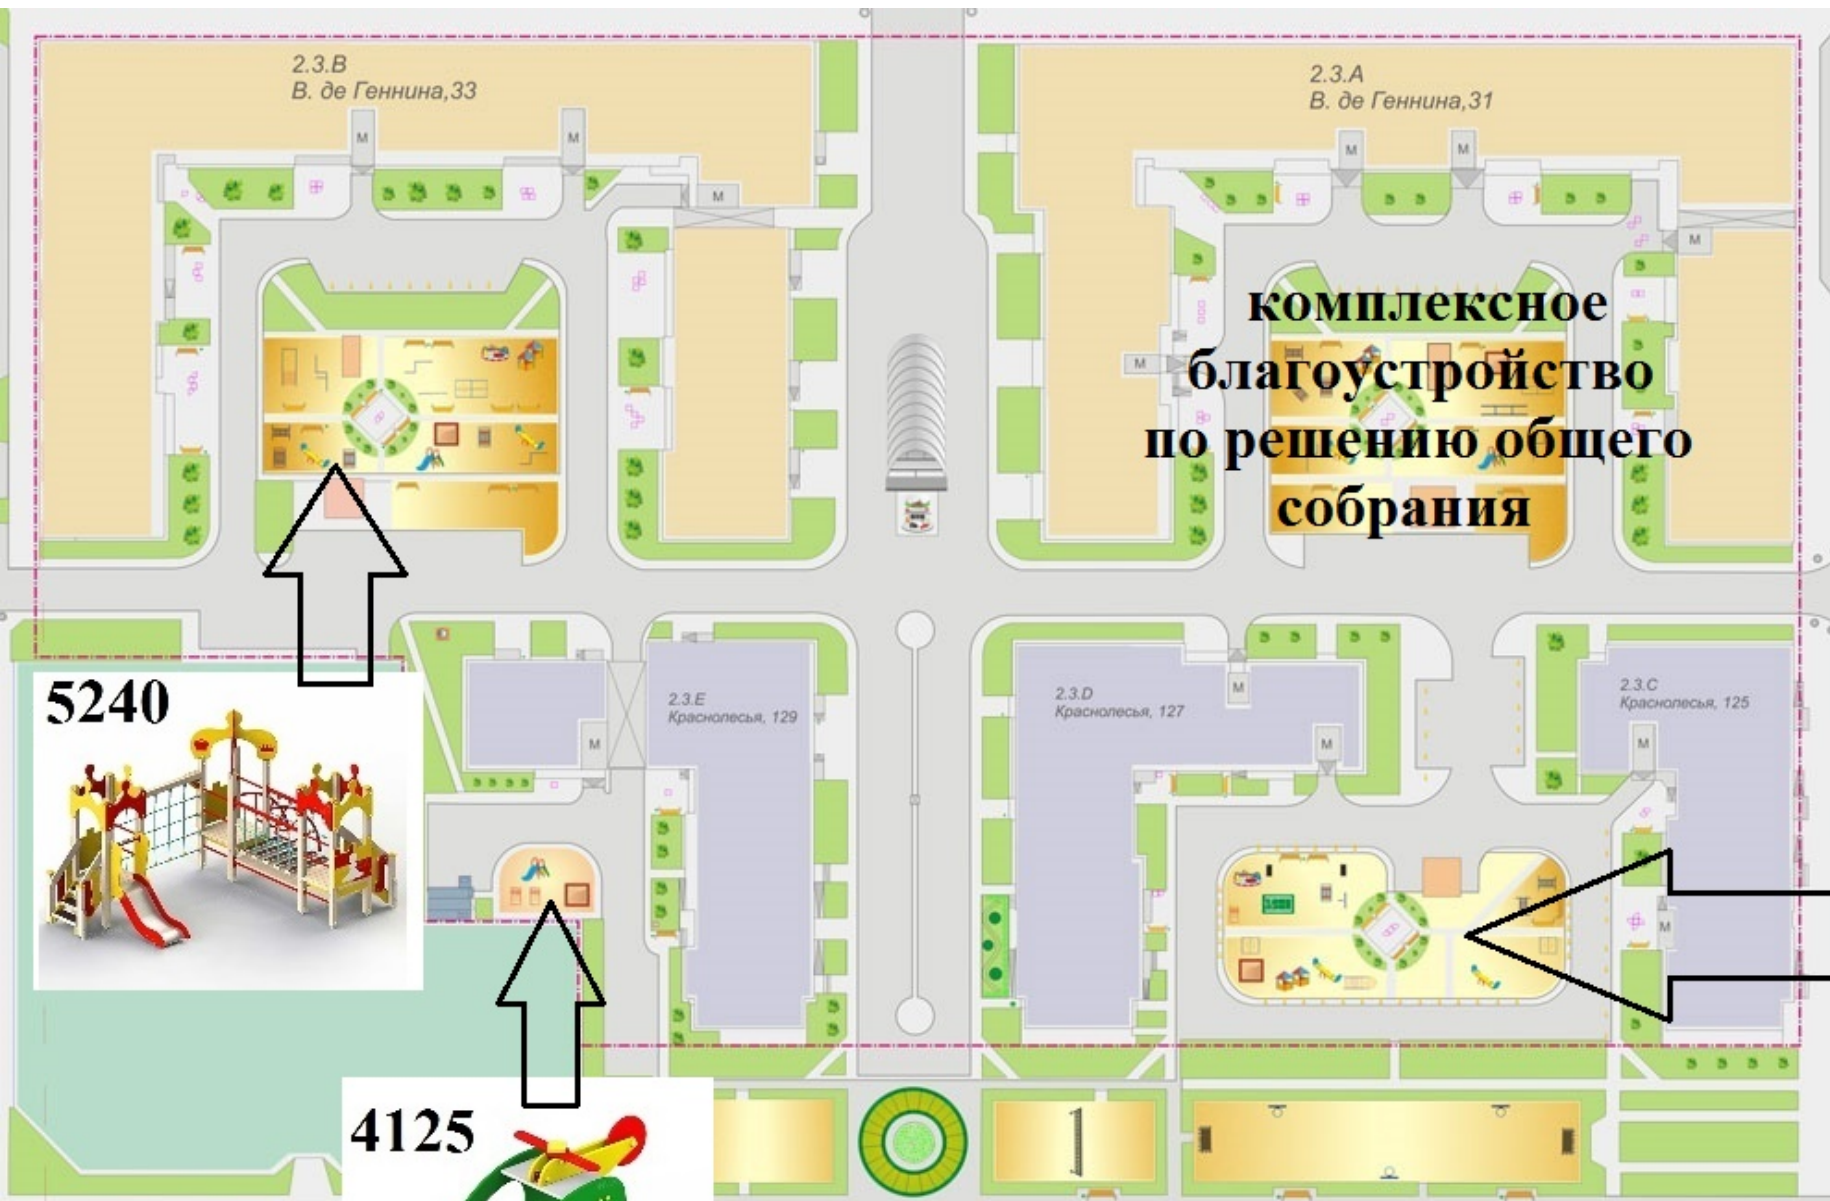 2.3.В
В. де Геннина,33
М
М
М
2.3.А
В. де Геннина,31
М
М
М
М
комплексное
благоустройство
по решению общего
собрания
5240
2.3.Е
Краснолесья, 129
М
2.3.D
Краснолесья, 127
М
М
2.3.С
Краснолесья, 125
М
М
4125